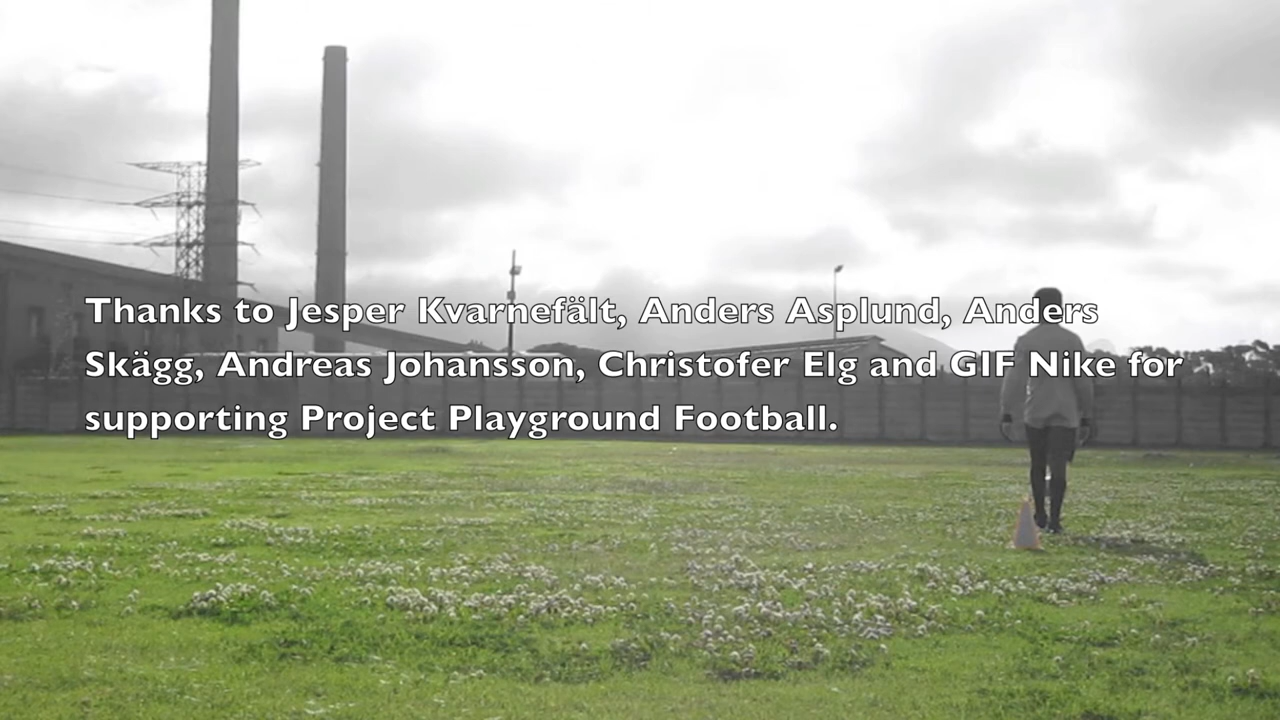 Thanks to Jesper Kvarnefält, Anders Asplund, Anders
Skägg, Andreas Johansson, Christofer Elg and GIF Nike for
supporting Project Playground Football.